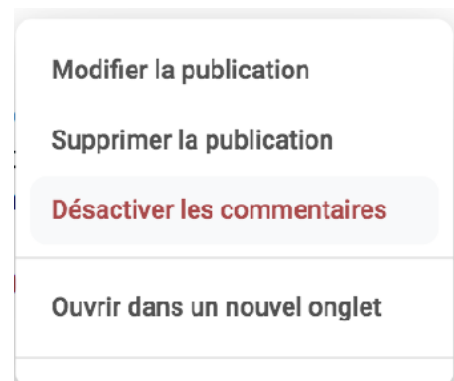 Modifier la publication
Supprimer la publication
Désactiver les commentaires
Ouvrir dans un nouvel onglet